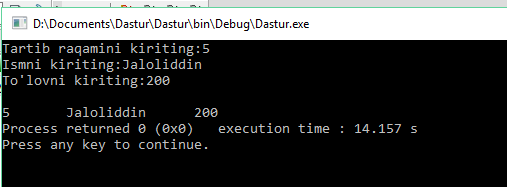 D:\Documents\Dastur\Dastur\bin\Debug\Dastur.exe
Tartib raqamini kiriting:5
Ismni kiriting:Jaloliddin
To'lovni kiriting:200
5 Jaloliddin 200
Process returned 0 (0x0) execution time : 14.157 s
Press any key to continue.